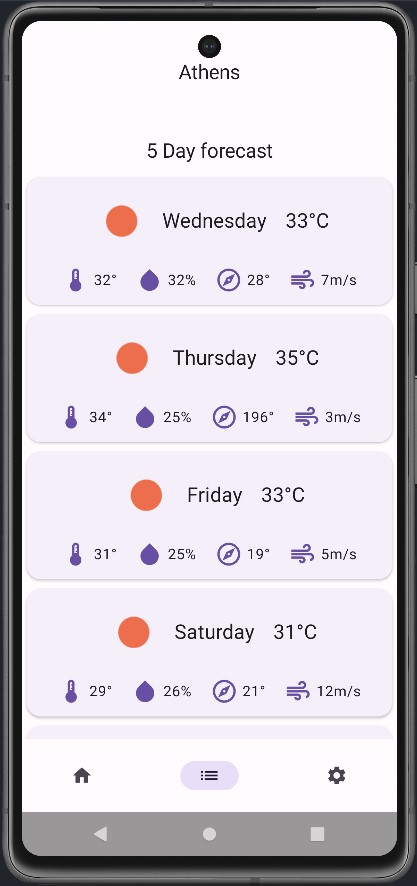 Athens
5 Day forecast
Wednesday 33°C
32° 32% 28° 7m/s
Thursday 35°C
34° 25% 196° 3m/s
Friday 33°C
31° 25% 19° 5m/s
Saturday 31°C
29° 26% 21° 12m/s